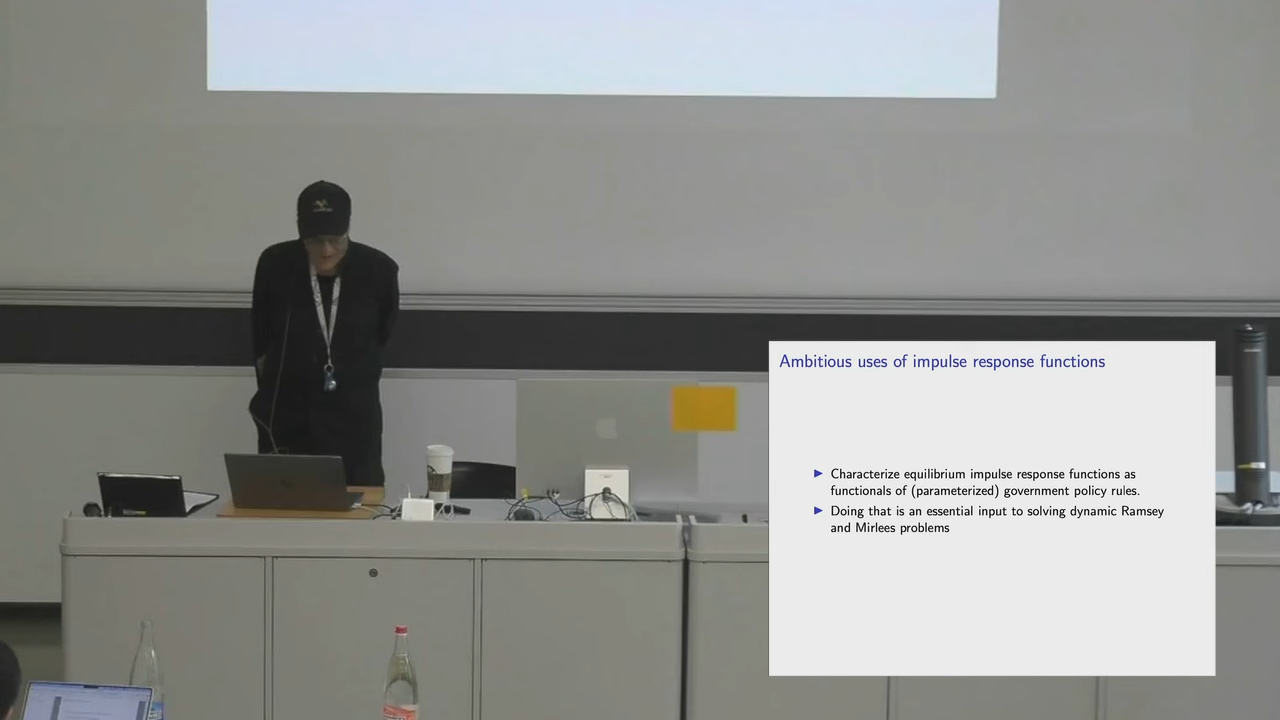 Ambitious uses of impulse response functions
▶ Characterize equilibrium impulse response functions as
functionals of (parameterized) government policy rules.
▶ Doing that is an essential input to solving dynamic Ramsey
and Mirlees problems